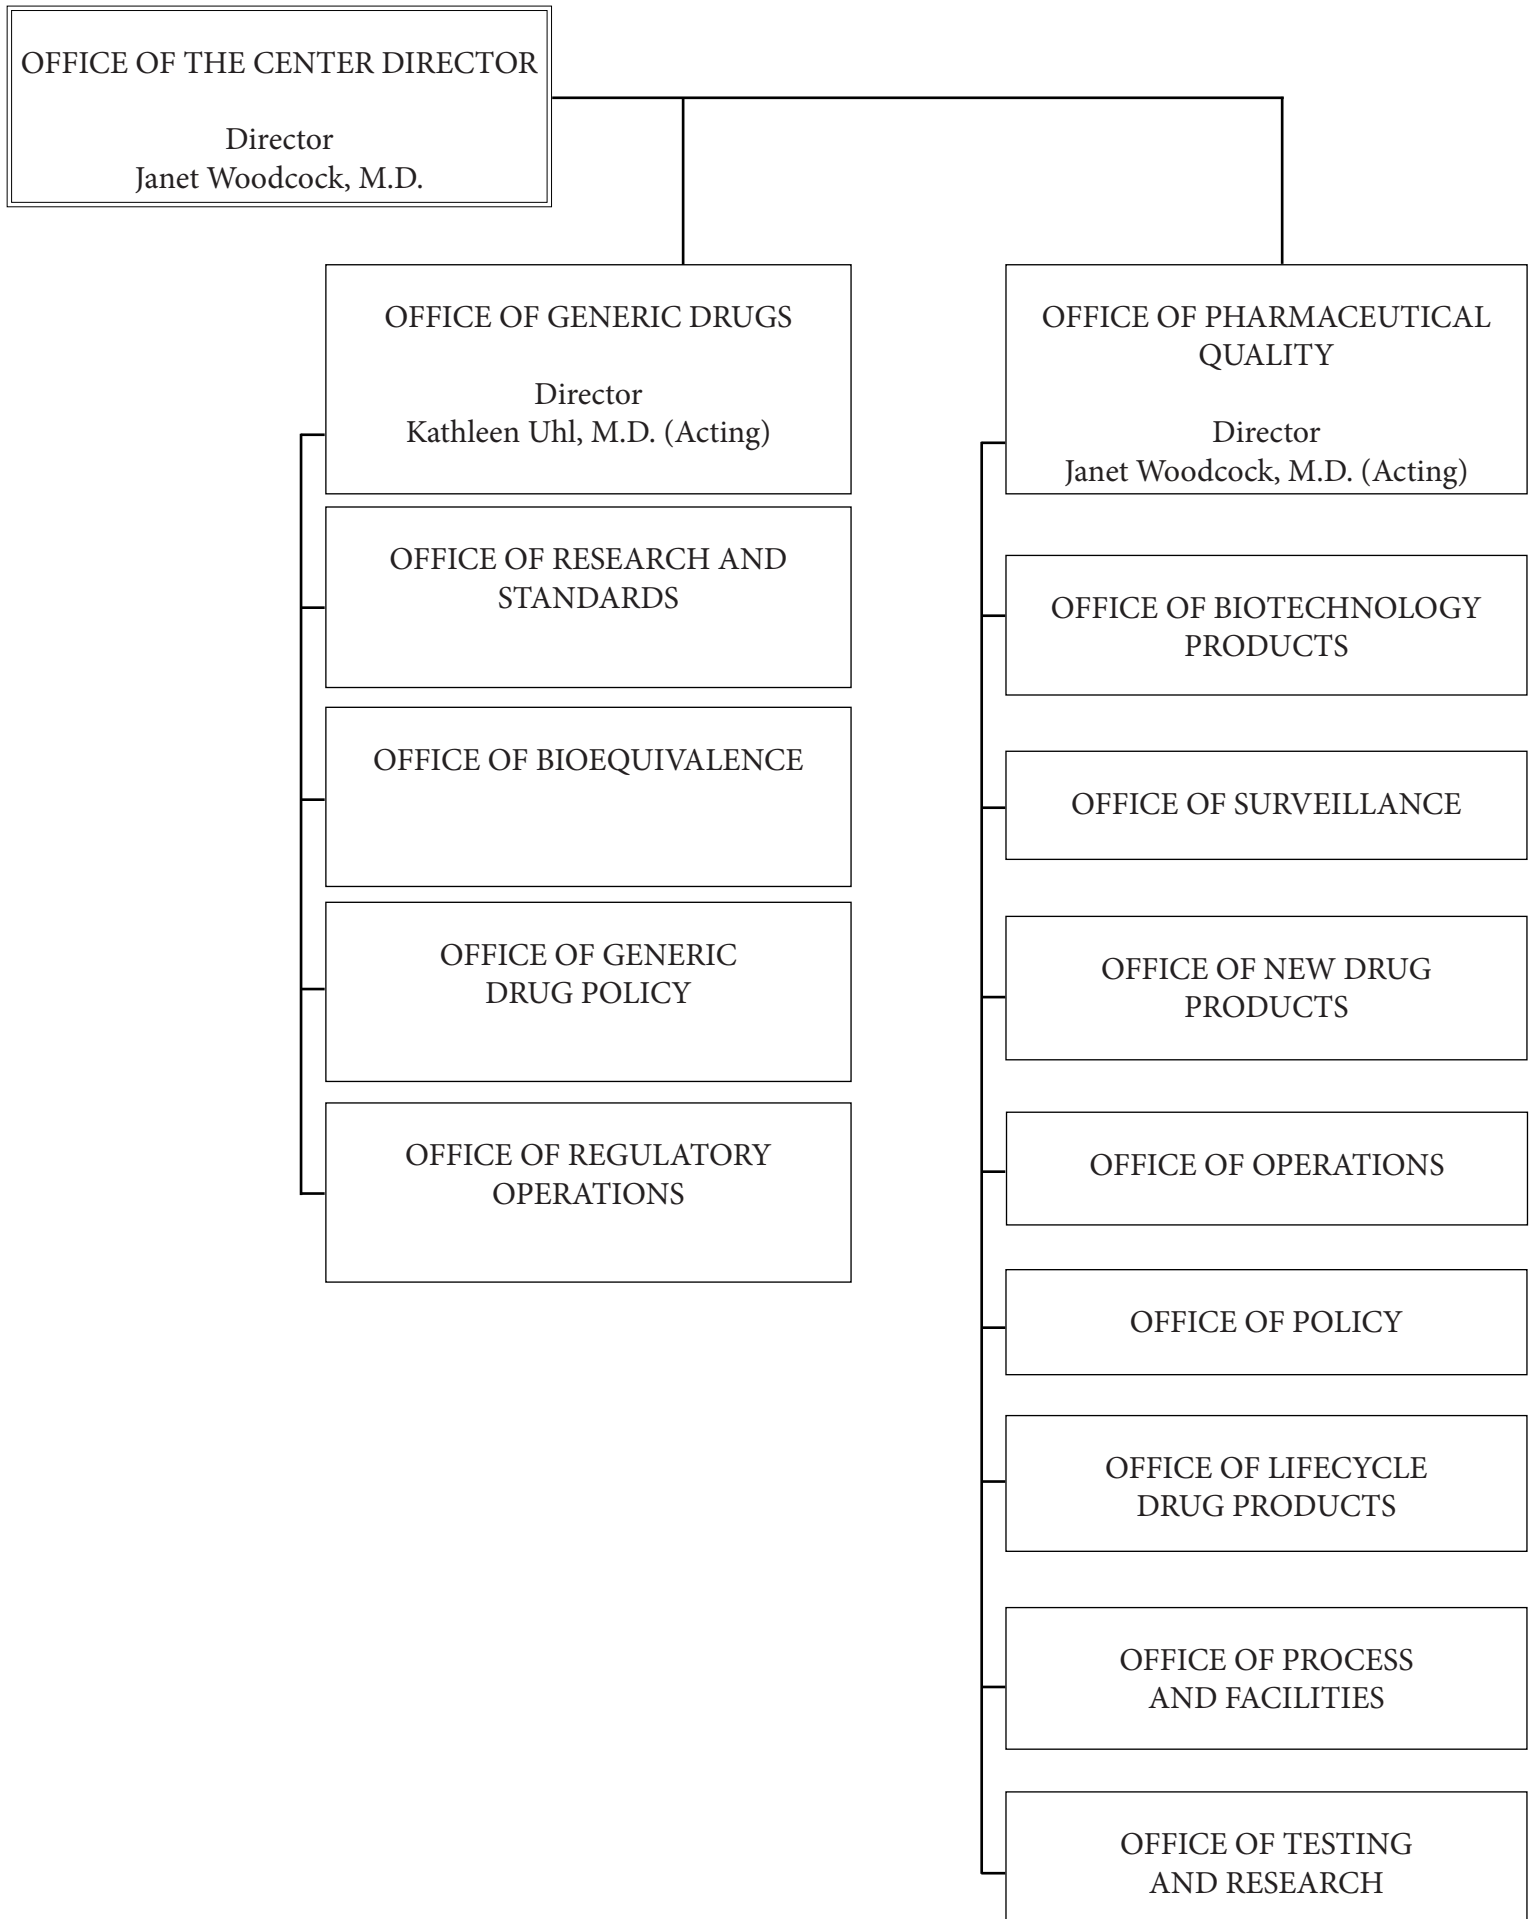 OFFICE OF THE CENTER DIRECTOR
Director
Janet Woodcock, M.D.
OFFICE OF GENERIC DRUGS
Director
Kathleen Uhl, M.D. (Acting)
OFFICE OF RESEARCH AND
STANDARDS
OFFICE OF BIOEQUIVALENCE
OFFICE OF GENERIC
DRUG POLICY
OFFICE OF REGULATORY
OPERATIONS
OFFICE OF PHARMACEUTICAL
QUALITY
Director
Janet Woodcock, M.D. (Acting)
OFFICE OF BIOTECHNOLOGY
PRODUCTS
OFFICE OF SURVEILLANCE
OFFICE OF NEW DRUG
PRODUCTS
OFFICE OF OPERATIONS
OFFICE OF POLICY
OFFICE OF LIFECYCLE
DRUG PRODUCTS
OFFICE OF PROCESS
AND FACILITIES
OFFICE OF TESTING
AND RESEARCH